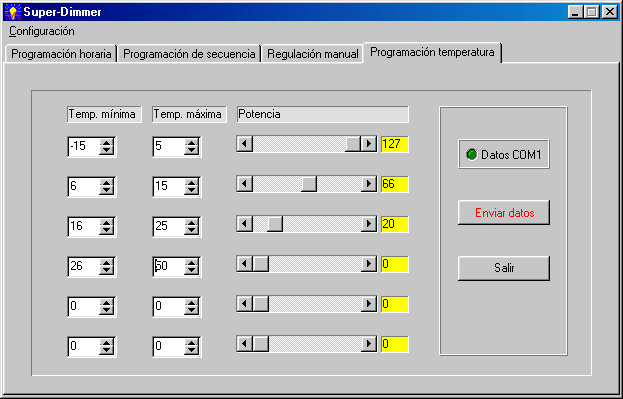 Super-Dimmer
Configuración
Programación horaria Programación de secuencia Regulación manual Programación temperatura
Temp. mínima Temp. máxima Potencia
-15 5 127
6 15 66
16 25 20
26 50 0
0 0 0
0 0 0
Datos COM1
Enviar datos
Salir